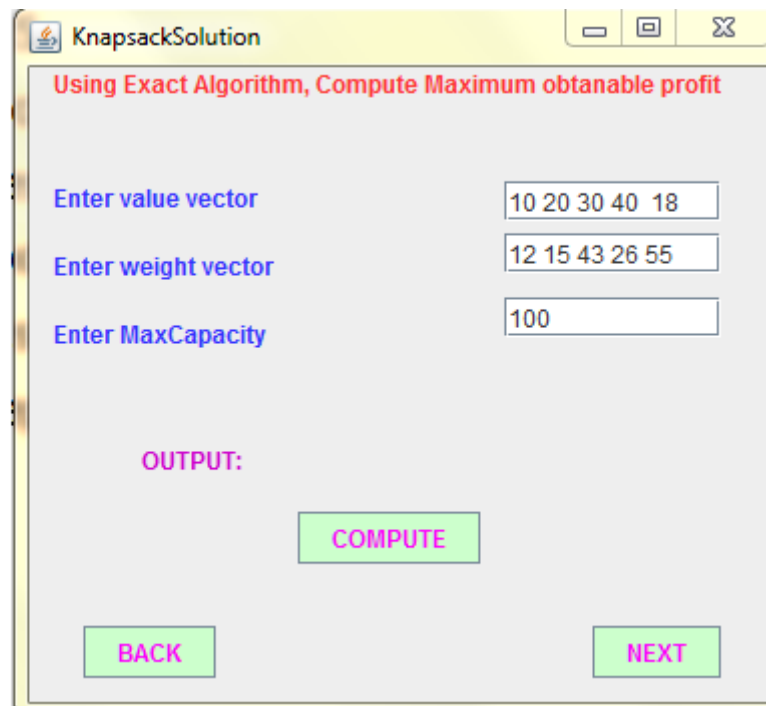 KnapsackSolution
Using Exact Algorithm, Compute Maximum obtanable profit
Enter value vector
10 20 30 40  18
Enter weight vector
12 15 43 26 55
Enter MaxCapacity
100
OUTPUT:
COMPUTE
BACK
NEXT